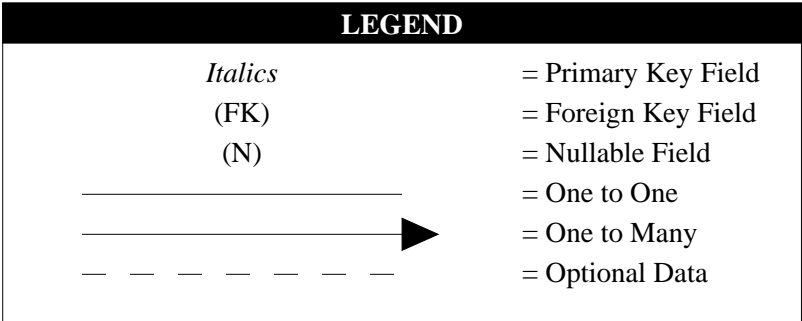 LEGEND
Italics = Primary Key Field
(FK) = Foreign Key Field
(N) = Nullable Field
= One to One
= One to Many
= Optional Data